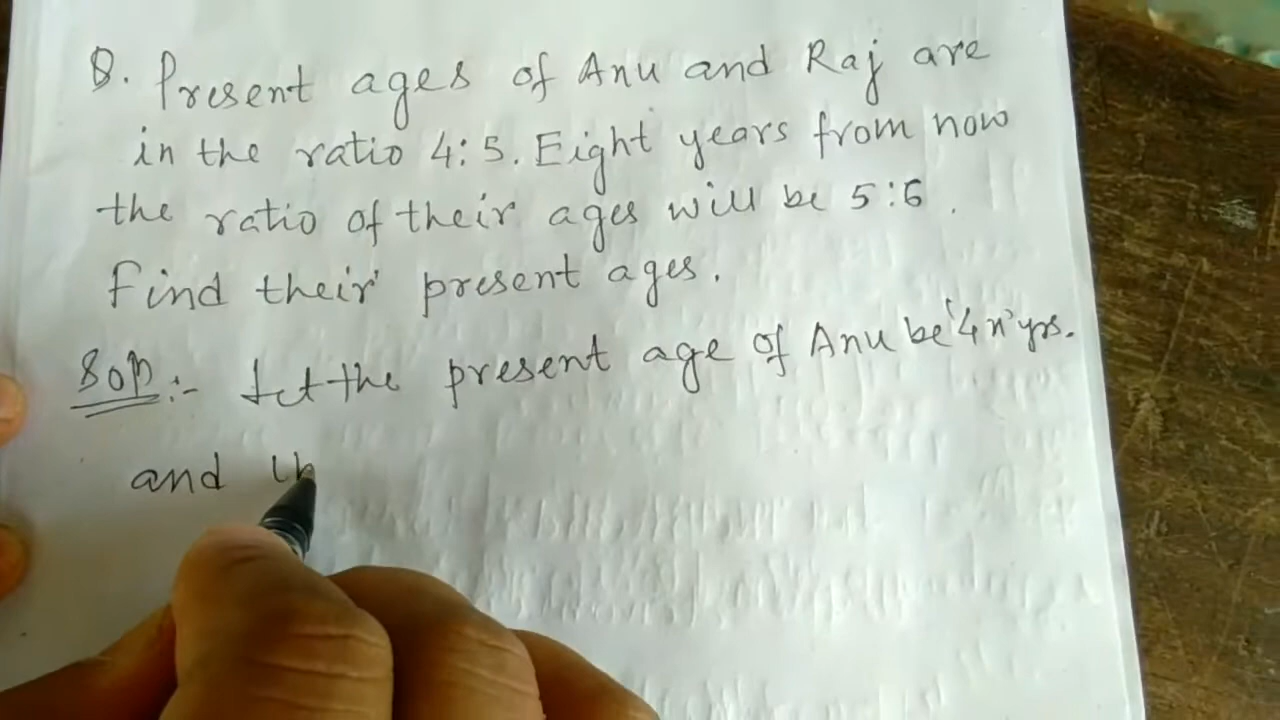 Q. Present ages of Anu and Raj are
in the ratio 4:5. Eight years from now
the ratio of their ages will be 5:6.
Find their present ages.
Soln :- Let the present age of Anu be '4x' yrs.
and